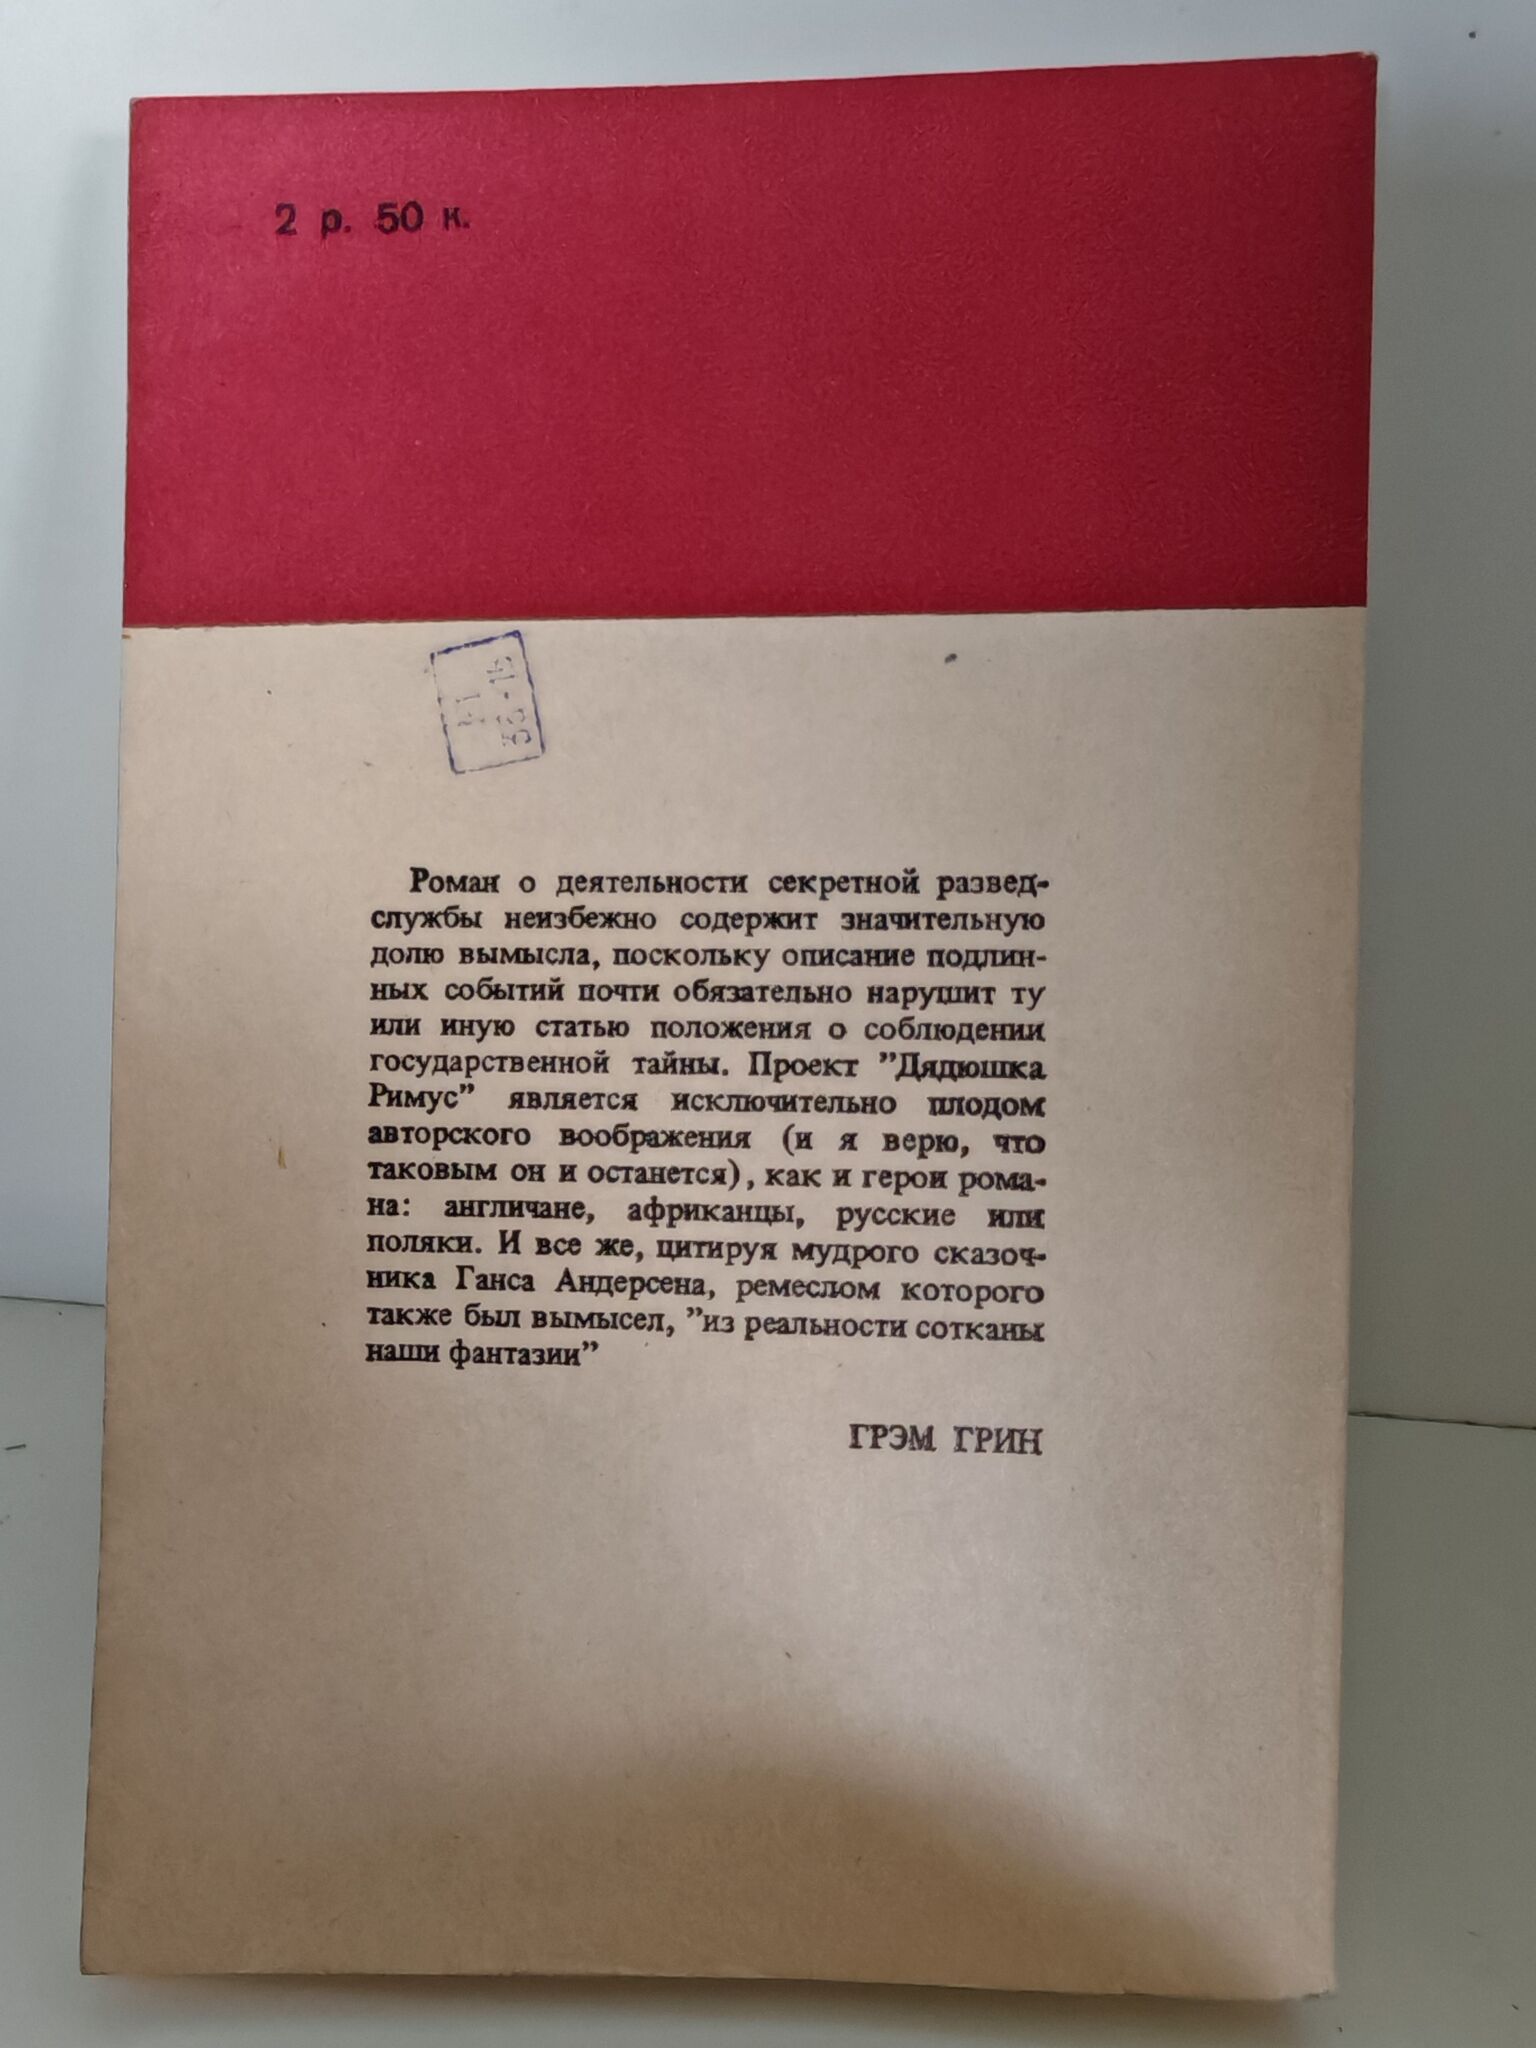 2 р. 50 к.
Роман о деятельности секретной развед-
службы неизбежно содержит значительную
долю вымысла, поскольку описание подлин-
ных событий почти обязательно нарушит ту
или иную статью положения о соблюдении
государственной тайны. Проект "Дядюшка
Римус" является исключительно плодом
авторского воображения (и я верю, что
таковым он и останется), как и герои рома-
на: англичане, африканцы, русские или
поляки. И все же, цитируя мудрого сказоч-
ника Ганса Андерсена, ремеслом которого
также был вымысел, "из реальности сотканы
наши фантазии"
ГРЭМ ГРИН